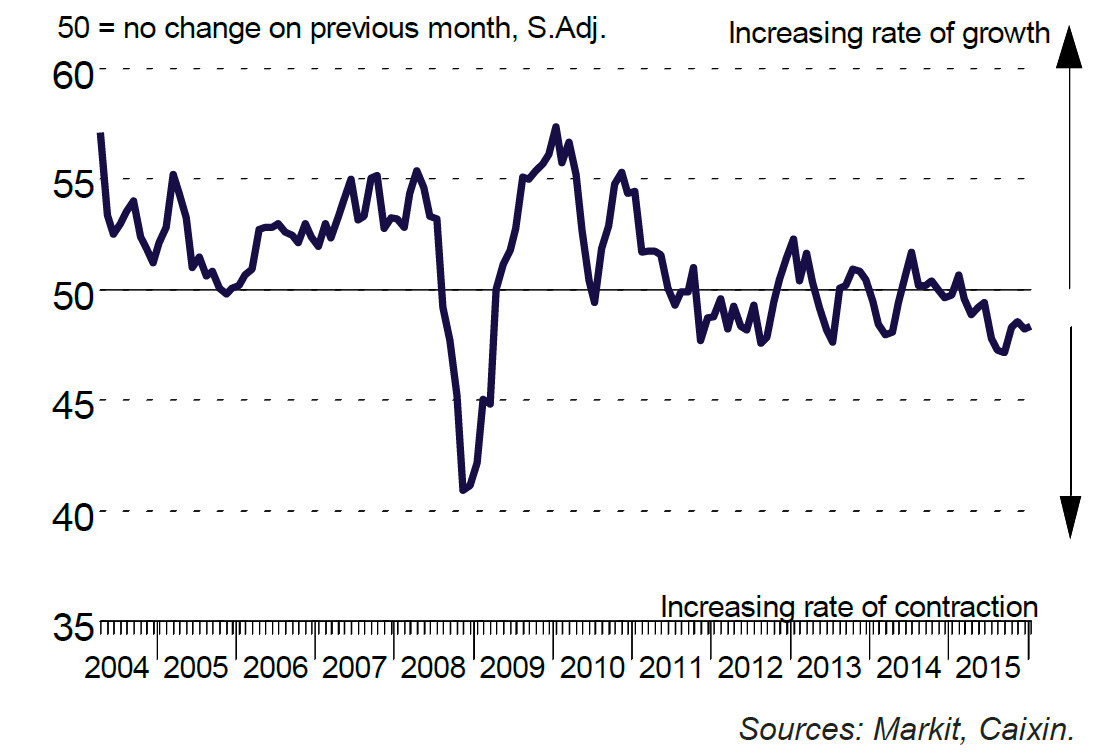 50 = no change on previous month, S.Adj.
Increasing rate of growth
60
55
50
45
40
Increasing rate of contraction
35
2004 2005 2006 2007 2008 2009 2010 2011 2012 2013 2014 2015
Sources: Markit, Caixin.